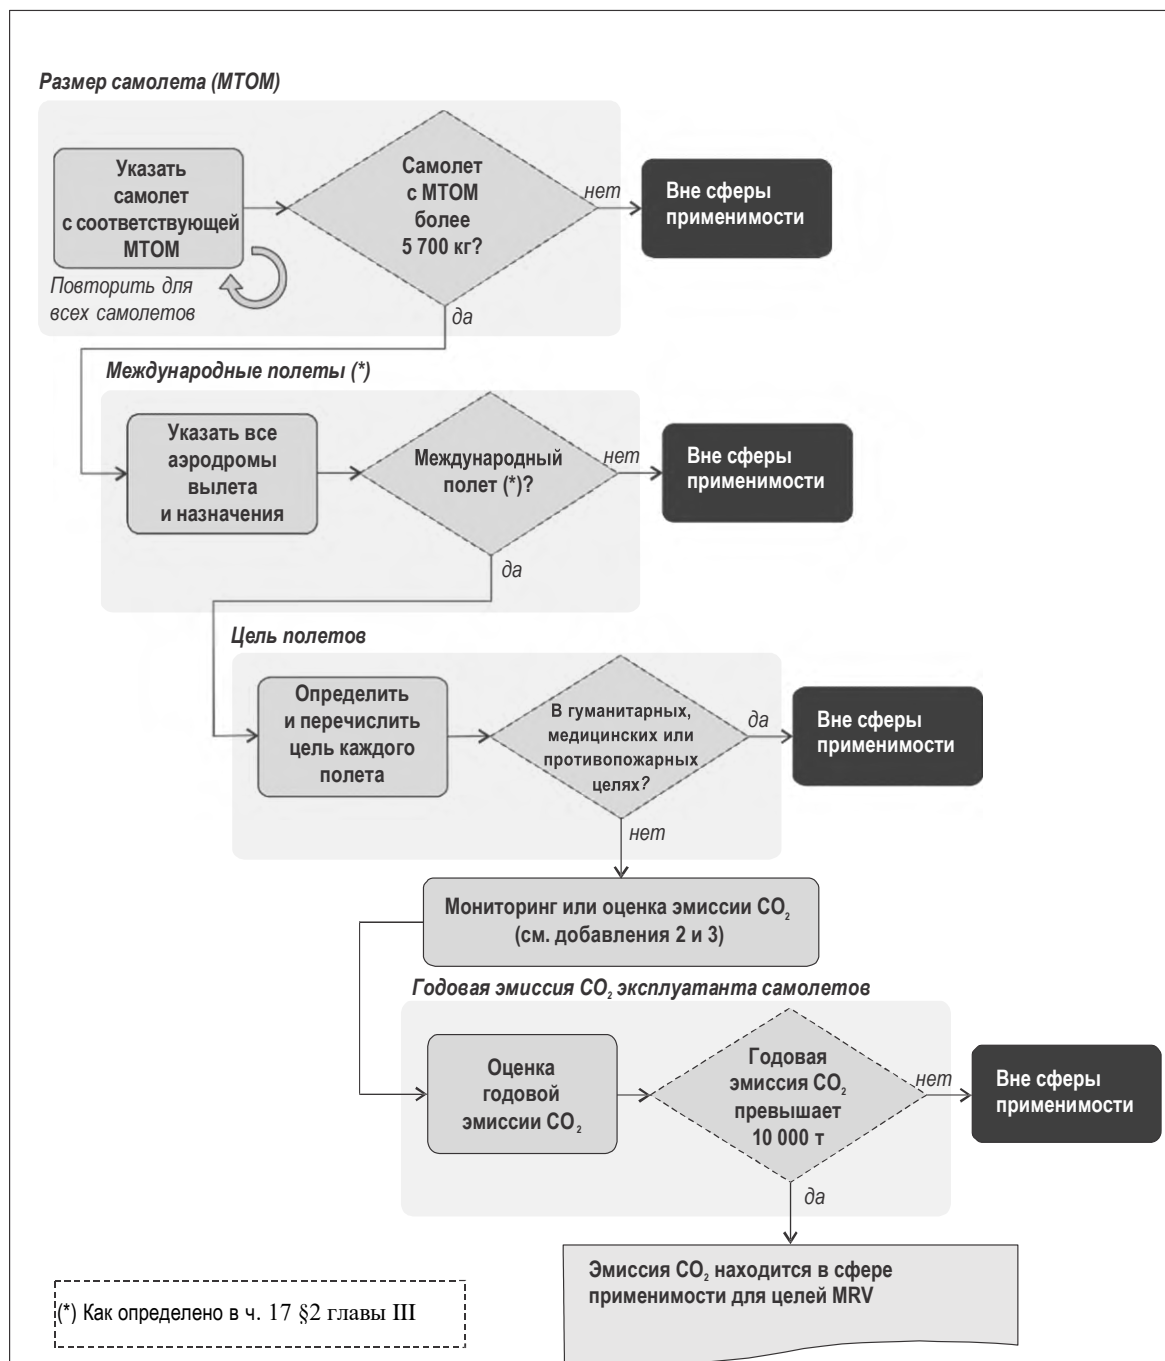 Размер самолета (МТОМ)
Указать
самолет
с соответствующей
МТОМ
Повторить для
всех самолетов
Самолет
с МТОМ
более
5 700 кг?
нет
Вне сферы
применимости
да
Международные полеты (*)
Указать все
аэродромы
вылета
и назначения
Международный
полет (*)?
нет
Вне сферы
применимости
да
Цель полетов
Определить
и перечислить
цель каждого
полета
В гуманитарных,
медицинских или
противопожарных
целях?
да
Вне сферы
применимости
нет
Мониторинг или оценка эмиссии CO₂
(см. добавления 2 и 3)
Годовая эмиссия CO₂ эксплуатанта самолетов
Оценка
годовой
эмиссии CO₂
Годовая
эмиссия CO₂
превышает
10 000 т
нет
Вне сферы
применимости
да
Эмиссия CO₂ находится в сфере
применимости для целей MRV
(*) Как определено в ч. 17 §2 главы III